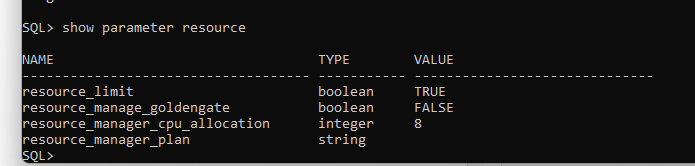 SQL> show parameter resource
NAME                                 TYPE        VALUE
------------------------------------ ----------- ------------------------------
resource_limit                       boolean     TRUE
resource_manage_goldengate           boolean     FALSE
resource_manager_cpu_allocation      integer     8
resource_manager_plan                string
SQL>